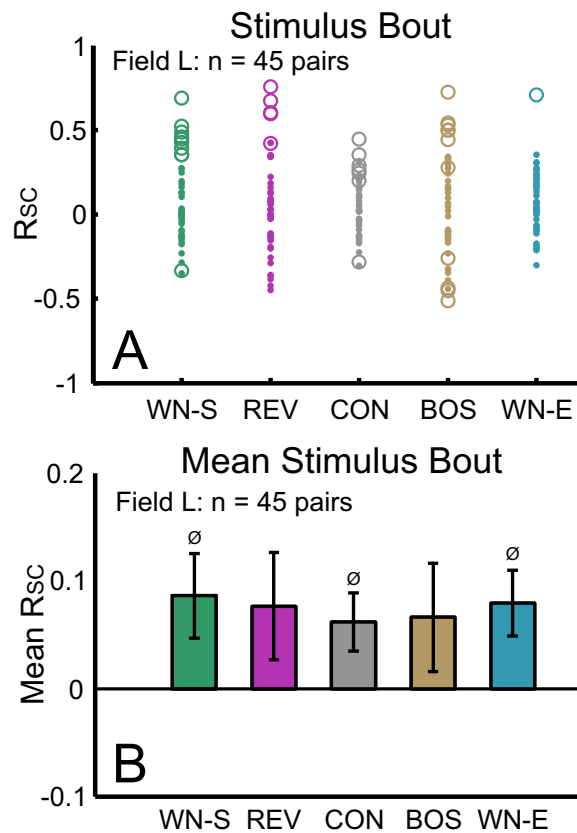 Stimulus Bout
Field L: n = 45 pairs
1
0.5
0
-0.5
-1
Rsc
A
WN-S REV CON BOS WN-E
Mean Stimulus Bout
Field L: n = 45 pairs
0.2
0.1
0
-0.1
Mean Rsc
ø ø ø
B
WN-S REV CON BOS WN-E